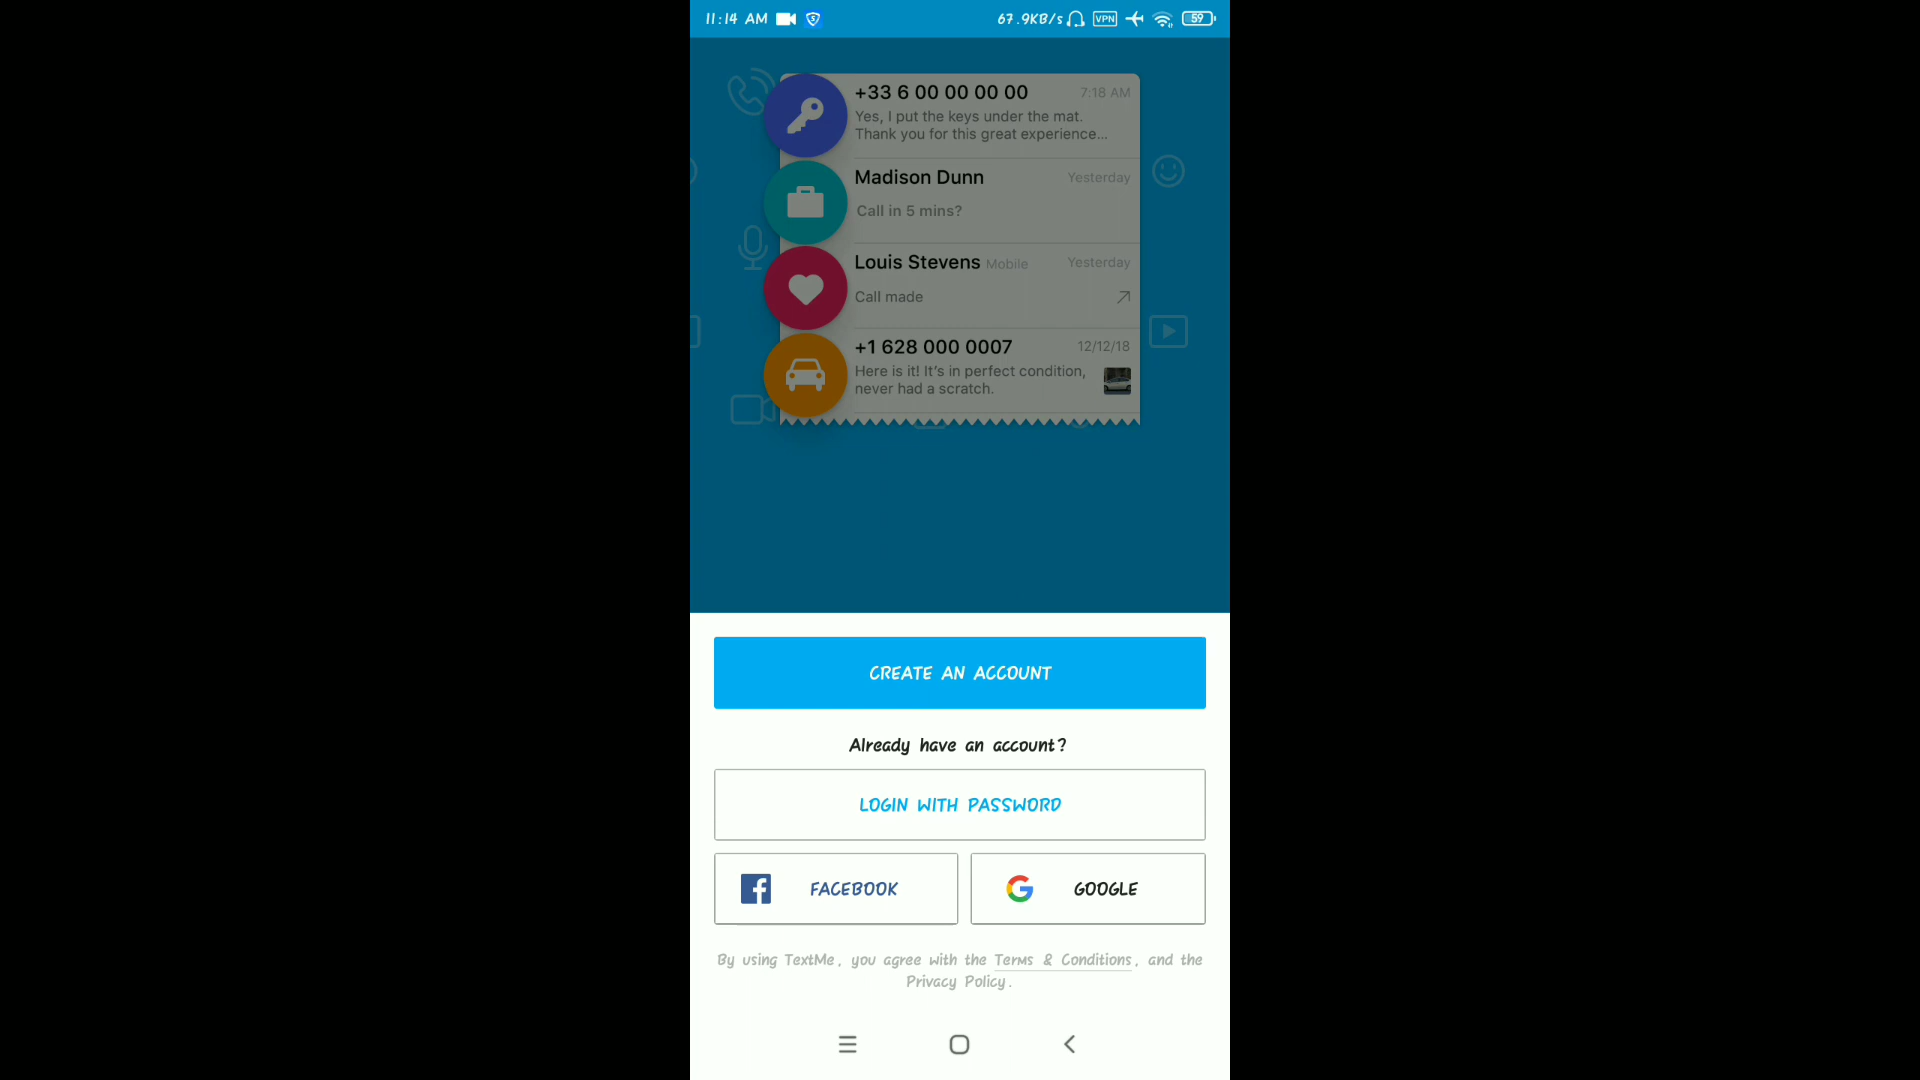 11:14 AM 67.9KB/s VPN 59
+33 6 00 00 00 00 7:18 AM
Yes, I put the keys under the mat.
Thank you for this great experience...
Madison Dunn Yesterday
Call in 5 mins?
Louis Stevens Mobile Yesterday
Call made
+1 628 000 0007 12/12/18
Here is it! It's in perfect condition,
never had a scratch.
CREATE AN ACCOUNT
Already have an account?
LOGIN WITH PASSWORD
FACEBOOK GOOGLE
By using TextMe, you agree with the Terms & Conditions, and the
Privacy Policy.